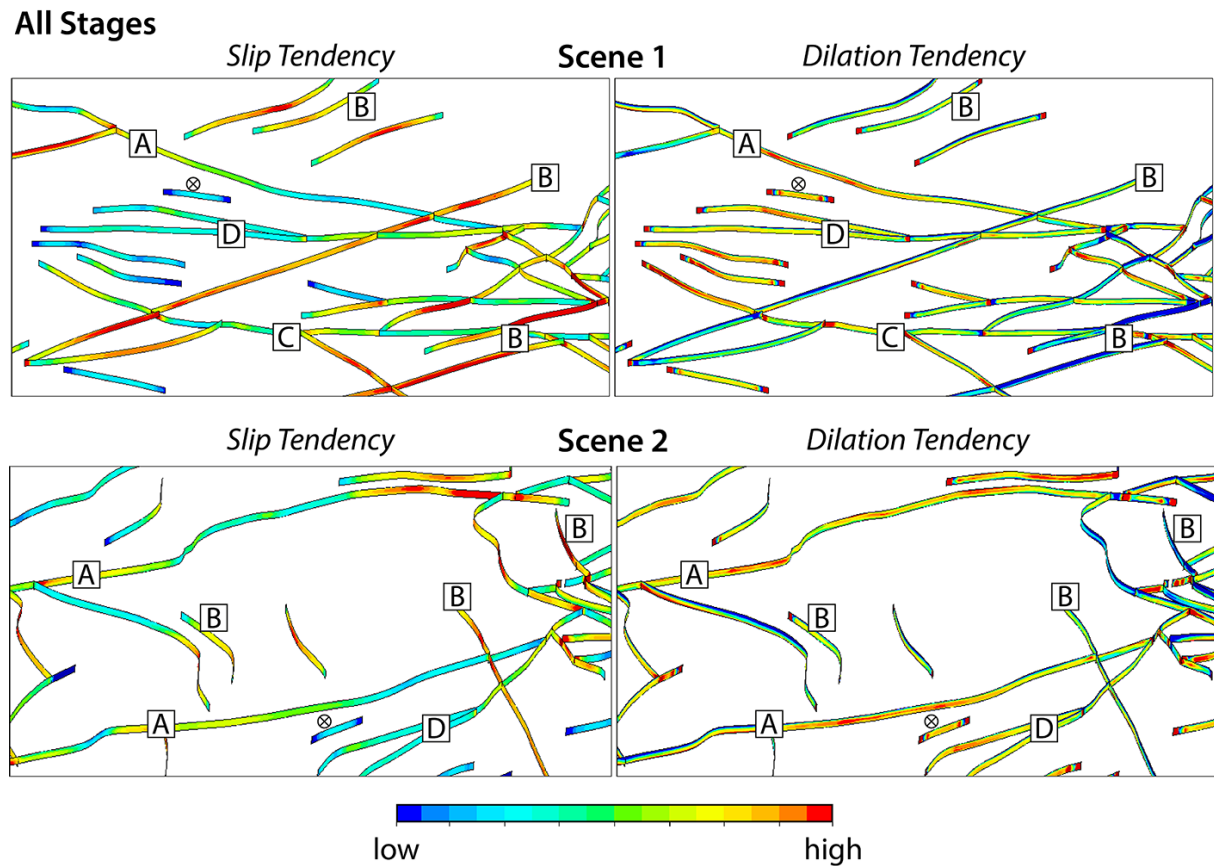 All Stages
Slip Tendency Scene 1 Dilation Tendency
B B
A A
B B
D D
C C
B B
Slip Tendency Scene 2 Dilation Tendency
B B
A A
B B B B
A A
D D
low high